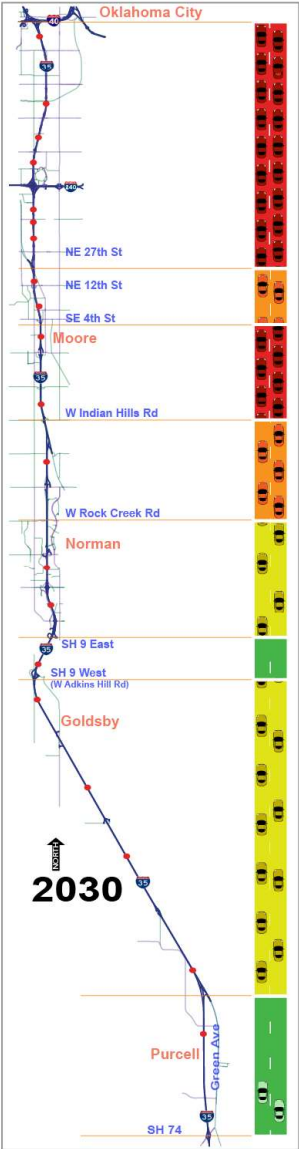 Oklahoma City
40
35
240
NE 27th St
NE 12th St
SE 4th St
Moore
35
W Indian Hills Rd
W Rock Creek Rd
Norman
SH 9 East
35
SH 9 West
(W Adkins Hill Rd)
Goldsby
NORTH
2030
35
Green Ave
Purcell
35
SH 74